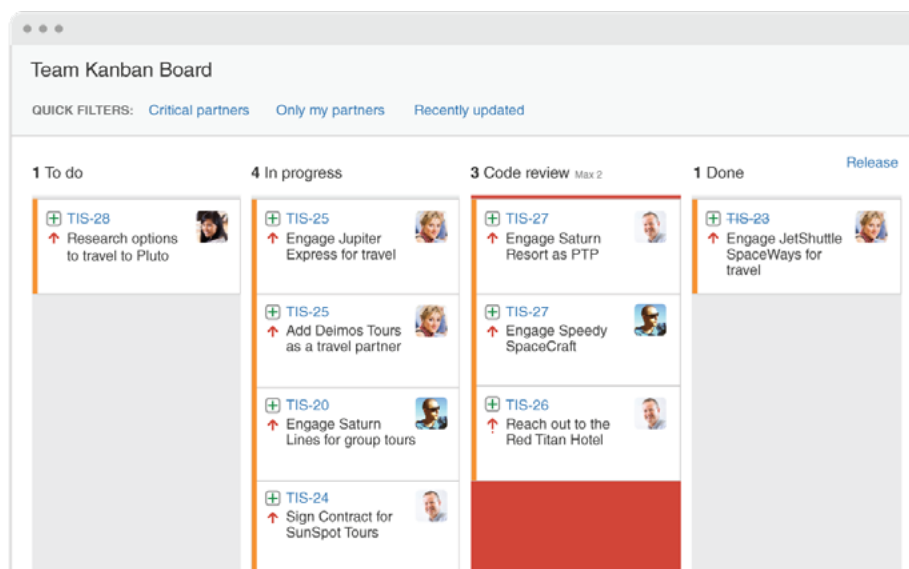 Team Kanban Board
QUICK FILTERS: Critical partners Only my partners Recently updated
Release
1 To do
TIS-28
Research options
to travel to Pluto
4 In progress
TIS-25
Engage Jupiter
Express for travel
TIS-25
Add Deimos Tours
as a travel partner
TIS-20
Engage Saturn
Lines for group tours
TIS-24
Sign Contract for
SunSpot Tours
3 Code review Max 2
TIS-27
Engage Saturn
Resort as PTP
TIS-27
Engage Speedy
SpaceCraft
TIS-26
Reach out to the
Red Titan Hotel
1 Done
TIS-23
Engage JetShuttle
SpaceWays for
travel